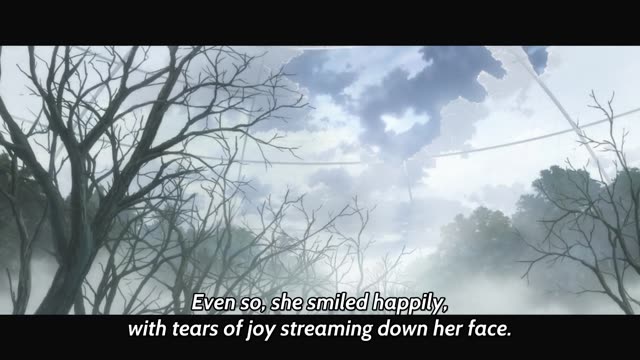 Even so, she smiled happily,
with tears of joy streaming down her face.